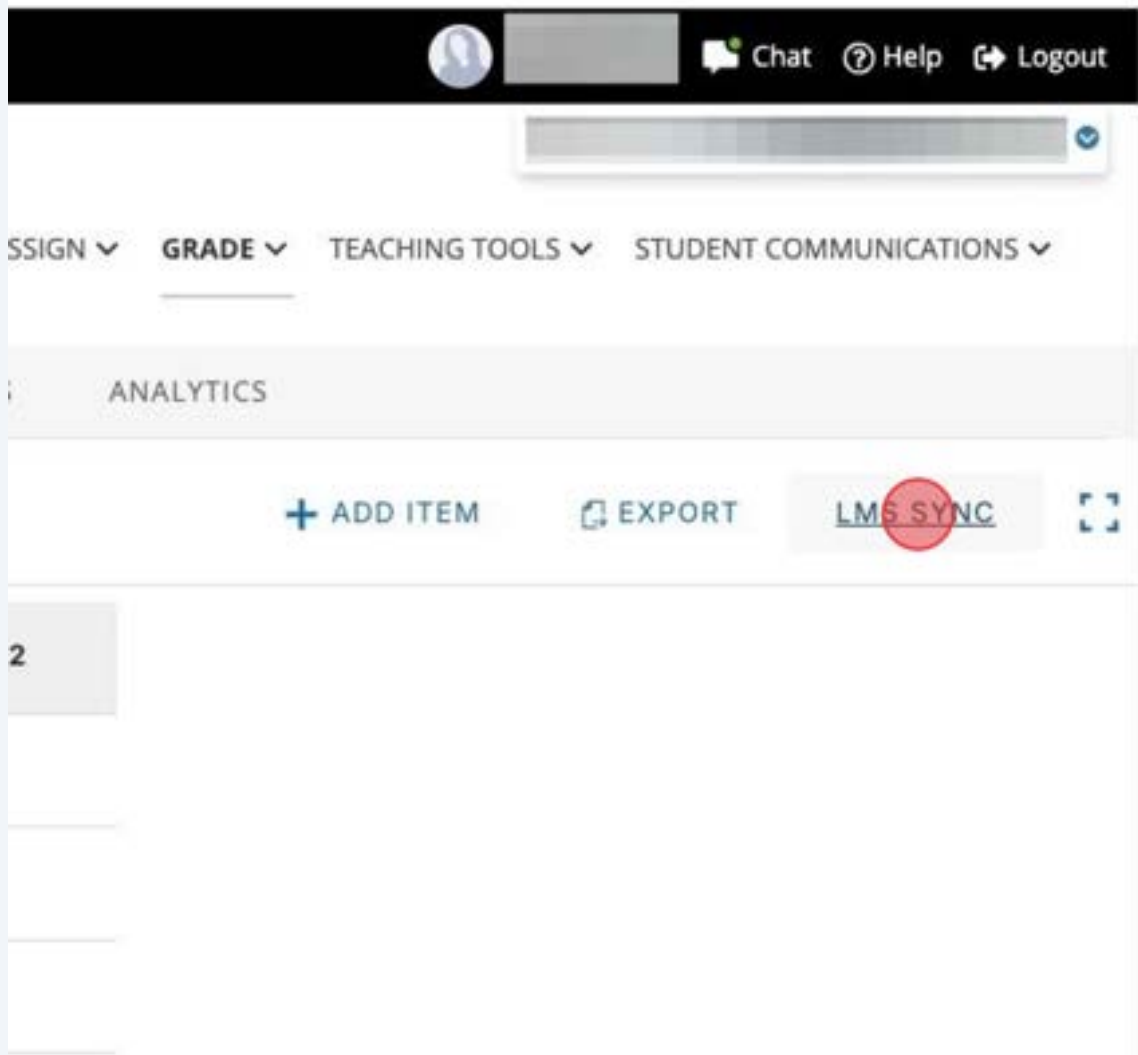 Chat Help Logout
SSIGN GRADE TEACHING TOOLS STUDENT COMMUNICATIONS
ANALYTICS
+ ADD ITEM EXPORT LMS SYNC
2